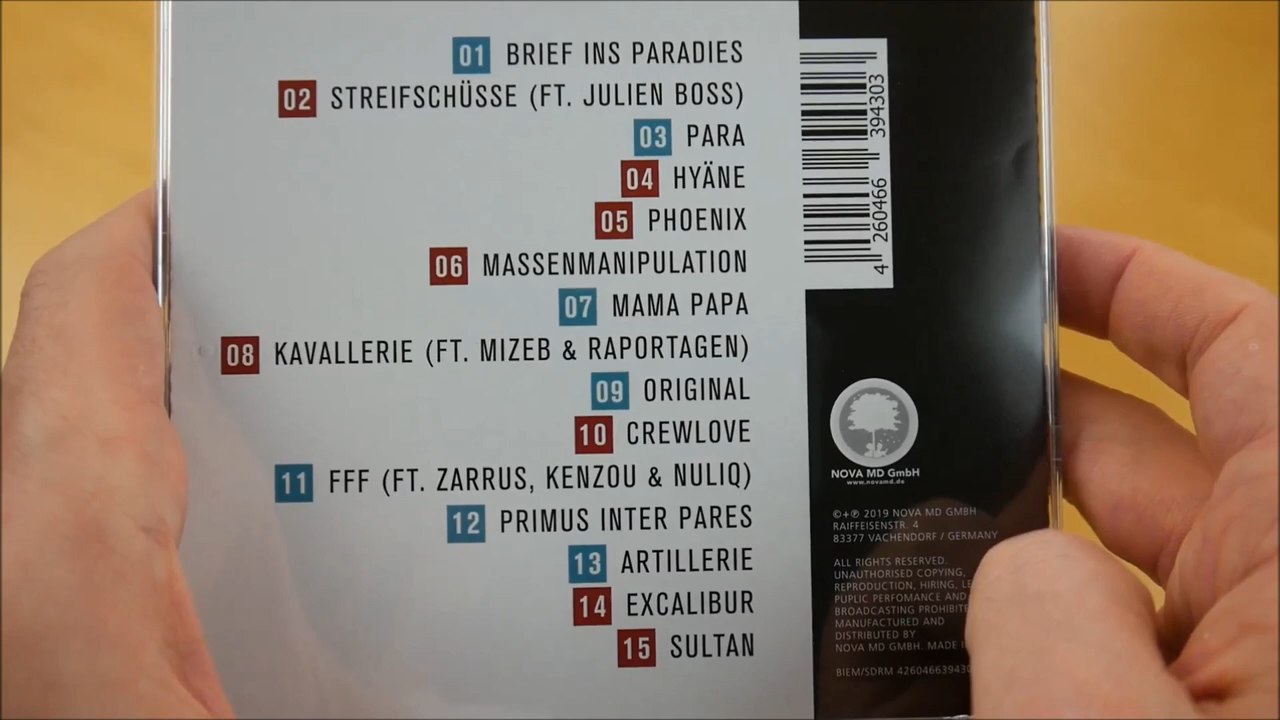 01 BRIEF INS PARADIES
02 STREIFSCHÜSSE (FT. JULIEN BOSS)
03 PARA
04 HYÄNE
05 PHOENIX
06 MASSENMANIPULATION
07 MAMA PAPA
08 KAVALLERIE (FT. MIZEB & RAPORTAGEN)
09 ORIGINAL
10 CREWLOVE
11 FFF (FT. ZARRUS, KENZOU & NULIQ)
12 PRIMUS INTER PARES
13 ARTILLERIE
14 EXCALIBUR
15 SULTAN
4 260466 394303
NOVA MD GmbH
www.novamd.de
©+℗ 2019 NOVA MD GMBH
RAIFFEISENSTR. 4
83377 VACHENDORF / GERMANY
ALL RIGHTS RESERVED.
UNAUTHORISED COPYING,
REPRODUCTION, HIRING,
PUPLIC PERFOMANCE AND
BROADCASTING
MANUFACTURED AND
DISTRIBUTED BY
NOVA MD GMBH. MADE
BIEM/SDRM